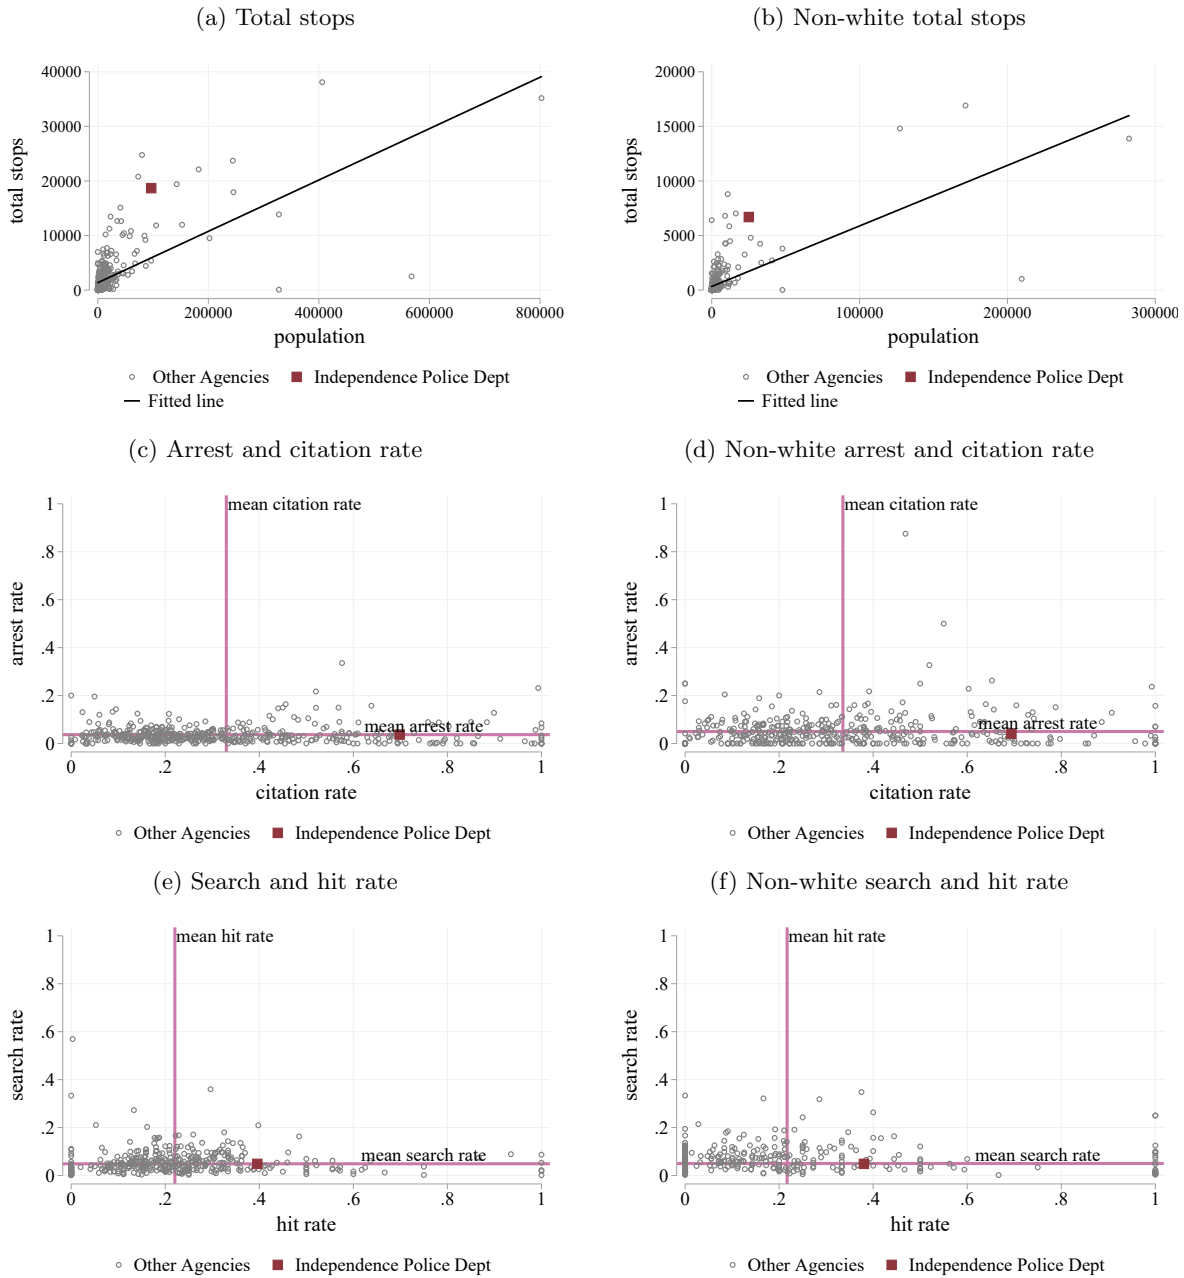 (a) Total stops
(b) Non-white total stops
40000
30000
20000
10000
0
total stops
0 200000 400000 600000 800000
population
Other Agencies Independence Police Dept
Fitted line
20000
15000
10000
5000
0
total stops
0 100000 200000 300000
population
Other Agencies Independence Police Dept
Fitted line
(c) Arrest and citation rate
(d) Non-white arrest and citation rate
1
.8
.6
.4
.2
0
arrest rate
mean citation rate
mean arrest rate
0 .2 .4 .6 .8 1
citation rate
Other Agencies Independence Police Dept
1
.8
.6
.4
.2
0
arrest rate
mean citation rate
mean arrest rate
0 .2 .4 .6 .8 1
citation rate
Other Agencies Independence Police Dept
(e) Search and hit rate
(f) Non-white search and hit rate
1
.8
.6
.4
.2
0
search rate
mean hit rate
mean search rate
0 .2 .4 .6 .8 1
hit rate
Other Agencies Independence Police Dept
1
.8
.6
.4
.2
0
search rate
mean hit rate
mean search rate
0 .2 .4 .6 .8 1
hit rate
Other Agencies Independence Police Dept